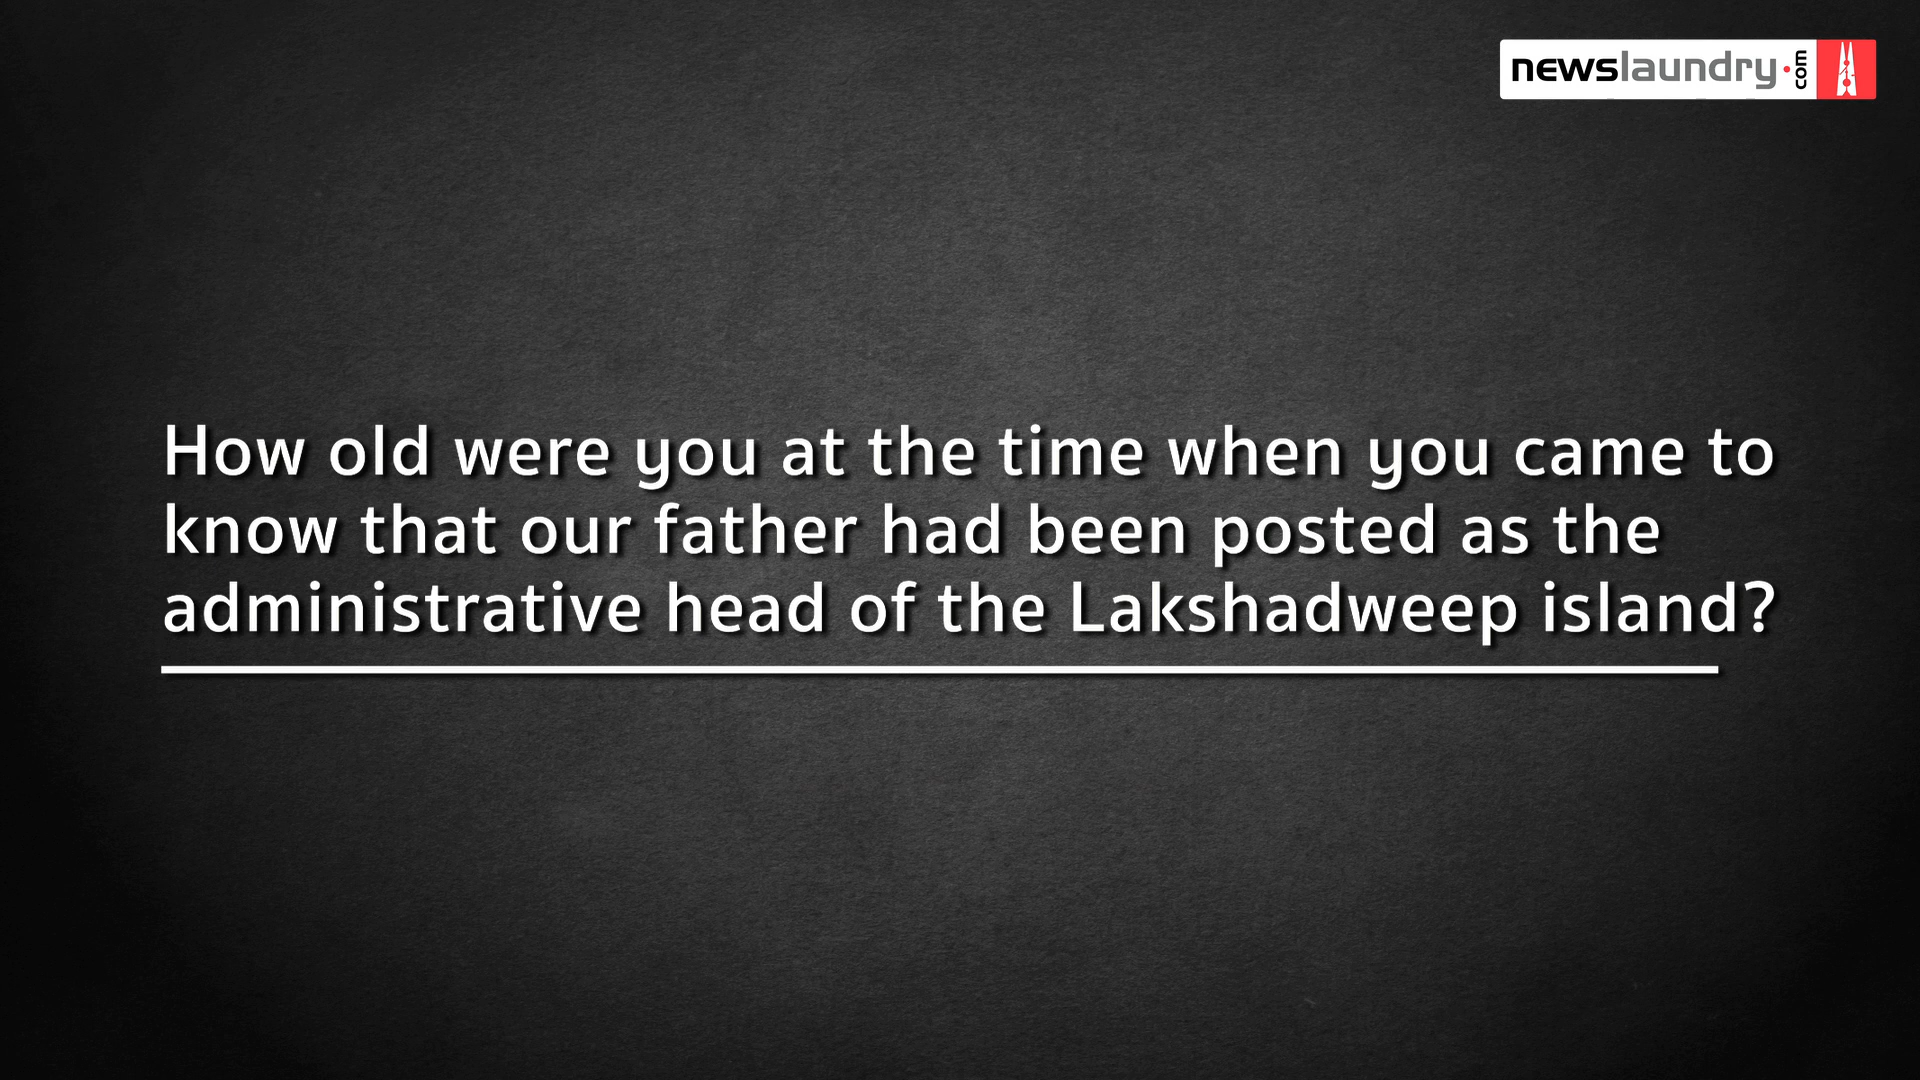 newslaundry.com
How old were you at the time when you came to
know that our father had been posted as the
administrative head of the Lakshadweep island?